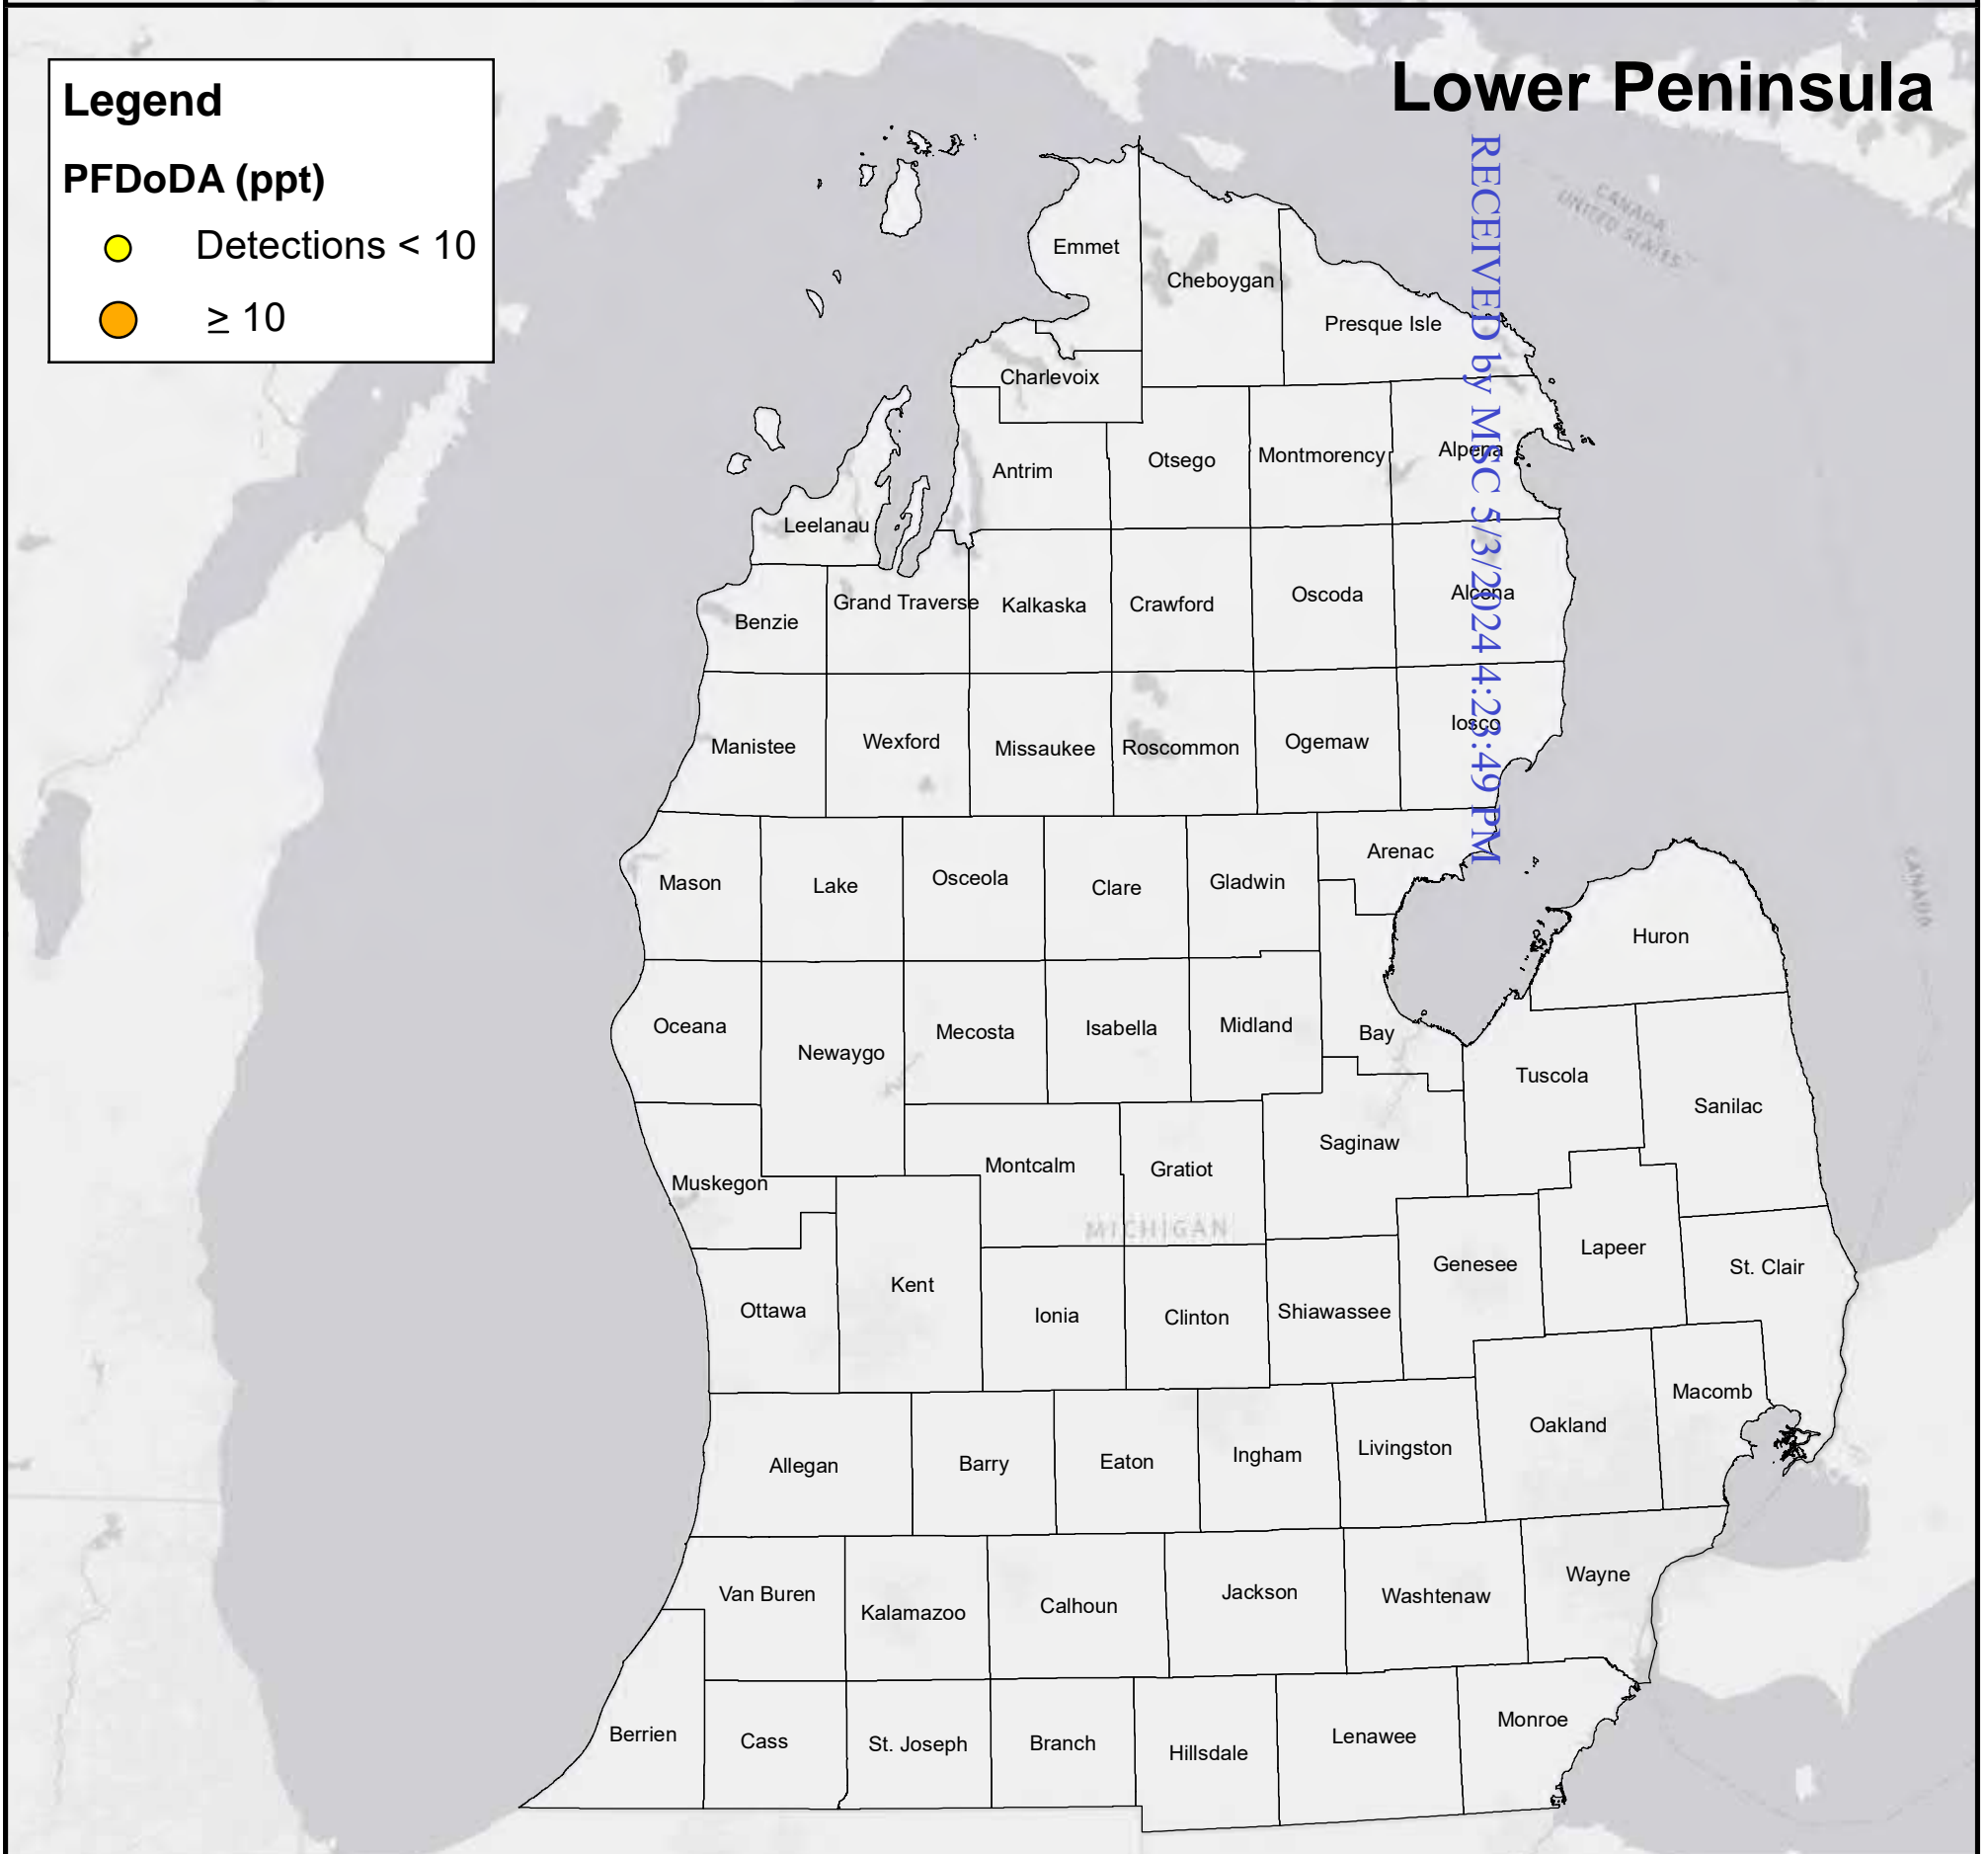 Lower Peninsula
Legend
PFDoDA (ppt)
Detections < 10
≥ 10
RECEIVED by MSC 5/3/2024 4:23:49 PM
CANADA
UNITED STATES
Emmet
Cheboygan
Presque Isle
Charlevoix
Antrim
Otsego
Montmorency
Alpena
Leelanau
Benzie
Grand Traverse
Kalkaska
Crawford
Oscoda
Alcona
Manistee
Wexford
Missaukee
Roscommon
Ogemaw
Iosco
Mason
Lake
Osceola
Clare
Gladwin
Arenac
CANADA
Huron
Oceana
Newaygo
Mecosta
Isabella
Midland
Bay
Tuscola
Sanilac
Muskegon
Montcalm
Gratiot
Saginaw
MICHIGAN
Ottawa
Kent
Ionia
Clinton
Shiawassee
Genesee
Lapeer
St. Clair
Allegan
Barry
Eaton
Ingham
Livingston
Oakland
Macomb
Van Buren
Kalamazoo
Calhoun
Jackson
Washtenaw
Wayne
Berrien
Cass
St. Joseph
Branch
Hillsdale
Lenawee
Monroe